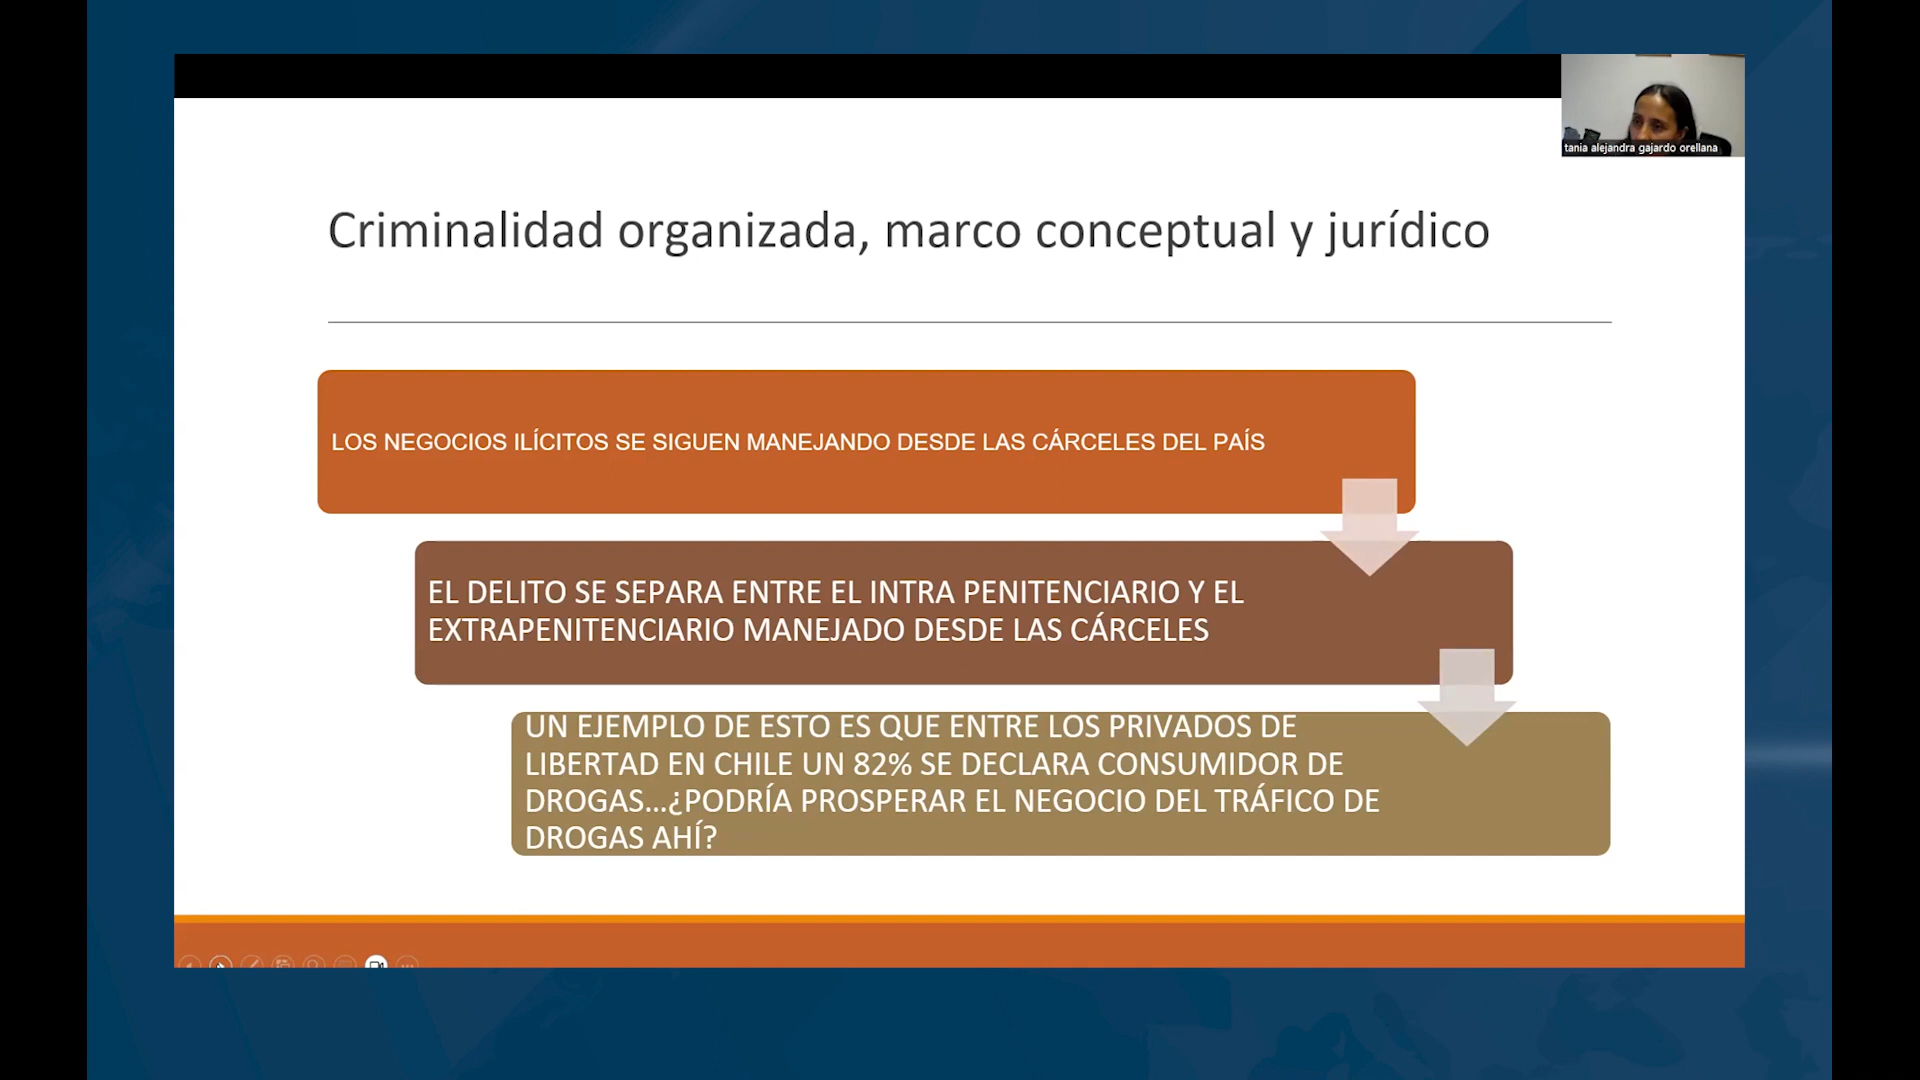 tania alejandra gajardo orellana
Criminalidad organizada, marco conceptual y jurídico
LOS NEGOCIOS ILÍCITOS SE SIGUEN MANEJANDO DESDE LAS CÁRCELES DEL PAÍS
EL DELITO SE SEPARA ENTRE EL INTRA PENITENCIARIO Y EL
EXTRAPENITENCIARIO MANEJADO DESDE LAS CÁRCELES
UN EJEMPLO DE ESTO ES QUE ENTRE LOS PRIVADOS DE
LIBERTAD EN CHILE UN 82% SE DECLARA CONSUMIDOR DE
DROGAS...¿PODRÍA PROSPERAR EL NEGOCIO DEL TRÁFICO DE
DROGAS AHÍ?